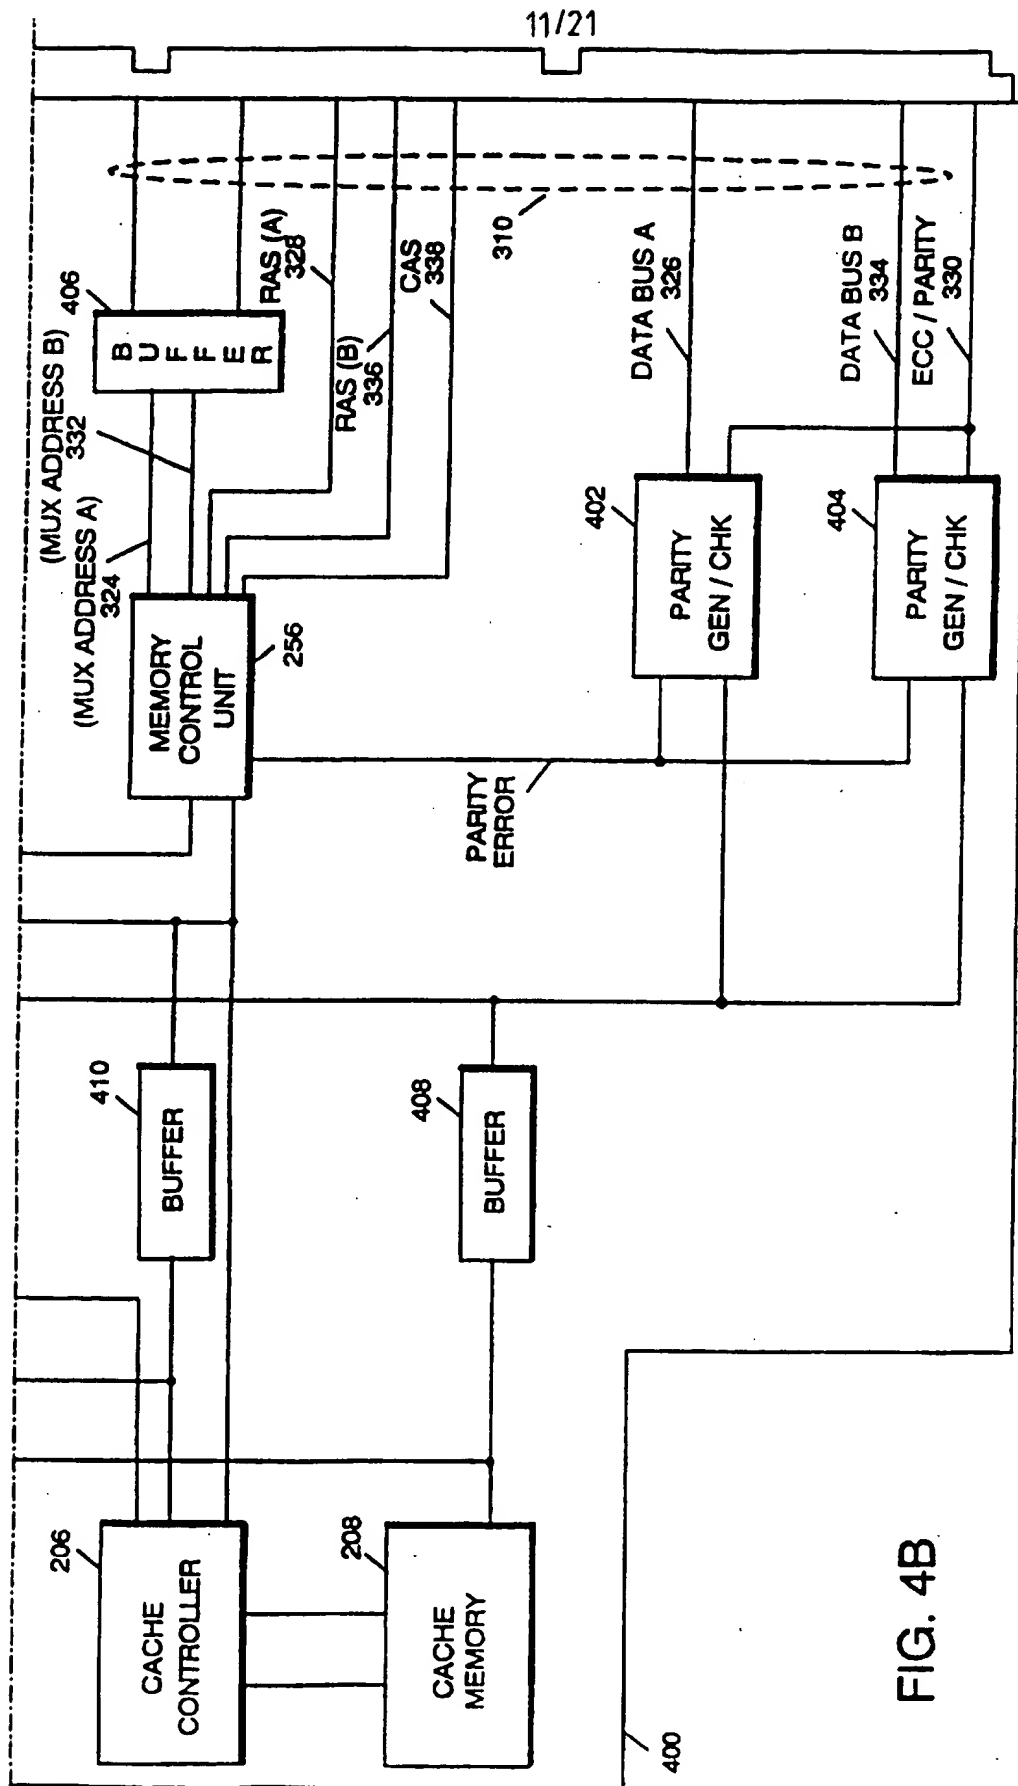 11/21
406
BUFFER
(MUX ADDRESS B)
332
(MUX ADDRESS A)
324
RAS (A)
328
RAS (B)
336
CAS
338
310
DATA BUS A
326
DATA BUS B
334
ECC / PARITY
330
MEMORY
CONTROL
UNIT
256
402
PARITY
GEN / CHK
404
PARITY
GEN / CHK
PARITY
ERROR
410
BUFFER
408
BUFFER
206
CACHE
CONTROLLER
208
CACHE
MEMORY
400
FIG. 4B